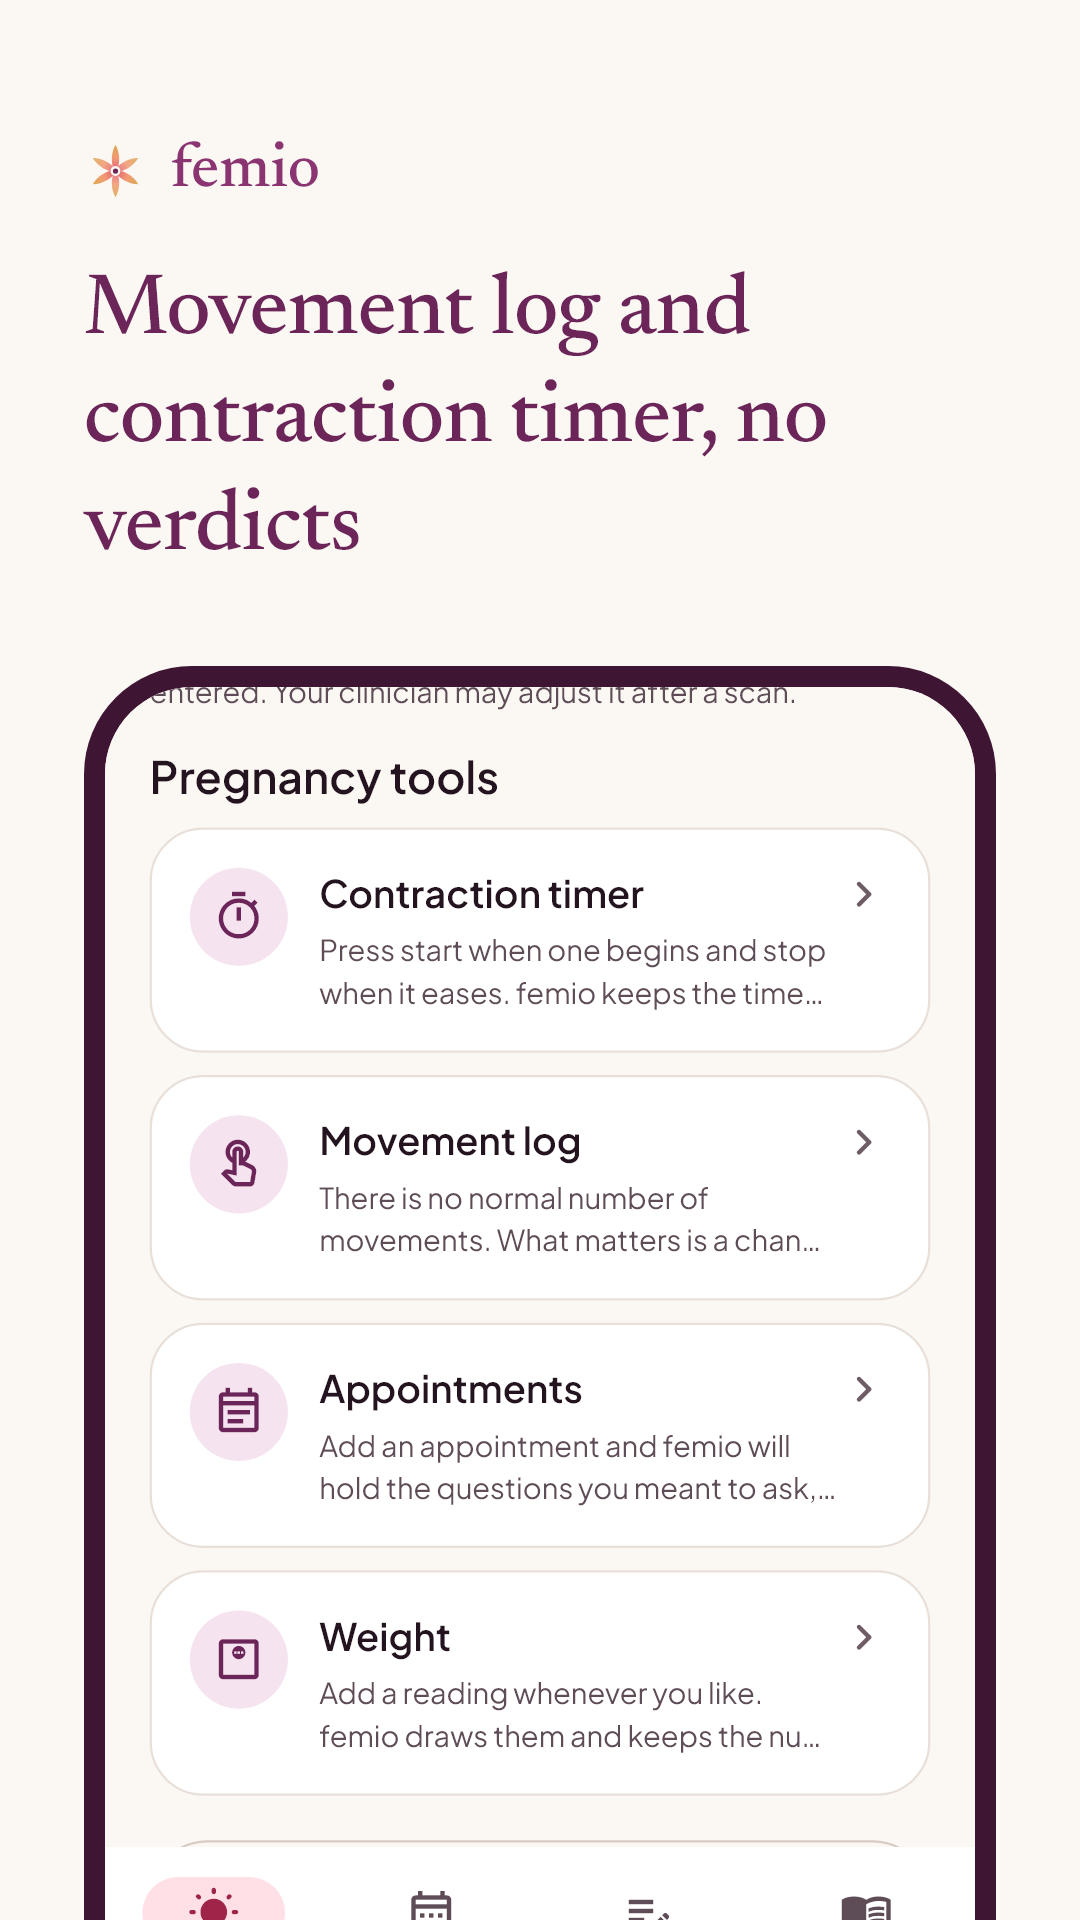 femio
Movement log and
contraction timer, no
verdicts
entered. Your clinician may adjust it after a scan.
Pregnancy tools
Contraction timer
Press start when one begins and stop
when it eases. femio keeps the time...
Movement log
There is no normal number of
movements. What matters is a chan...
Appointments
Add an appointment and femio will
hold the questions you meant to ask,...
Weight
Add a reading whenever you like.
femio draws them and keeps the nu...